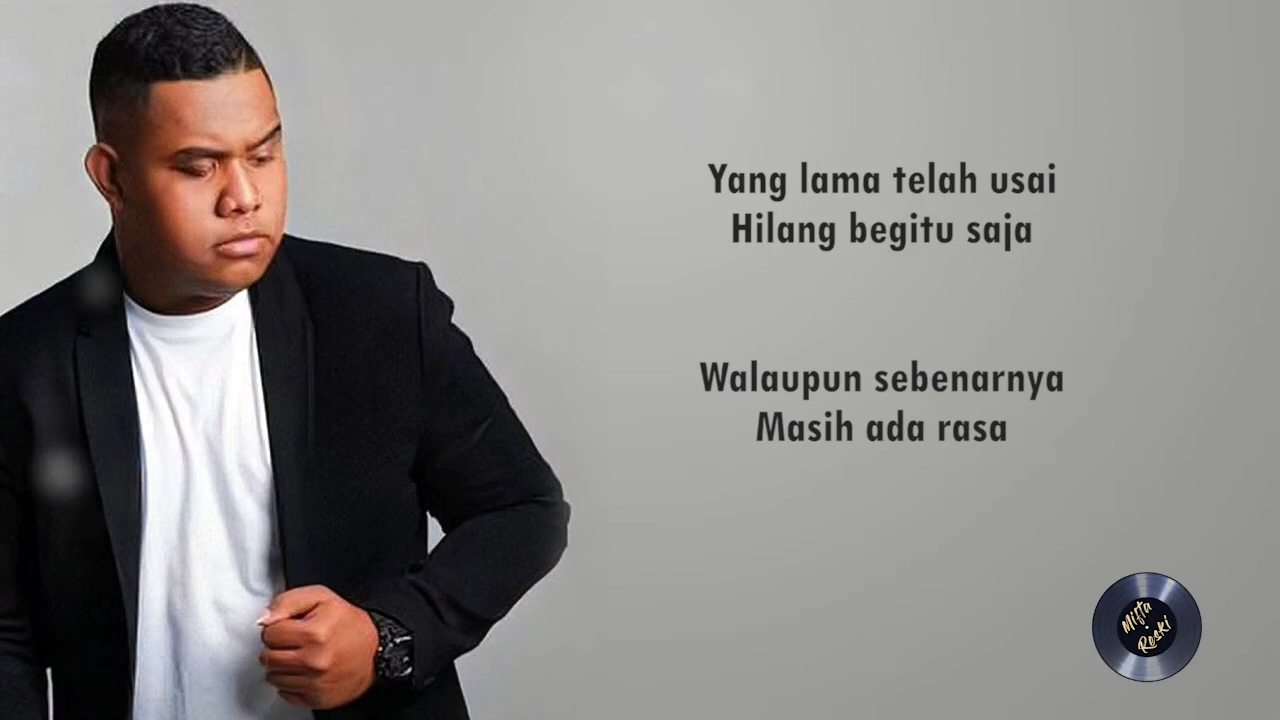 Yang lama telah usai
Hilang begitu saja
Walaupun sebenarnya
Masih ada rasa
Mifta
Reski